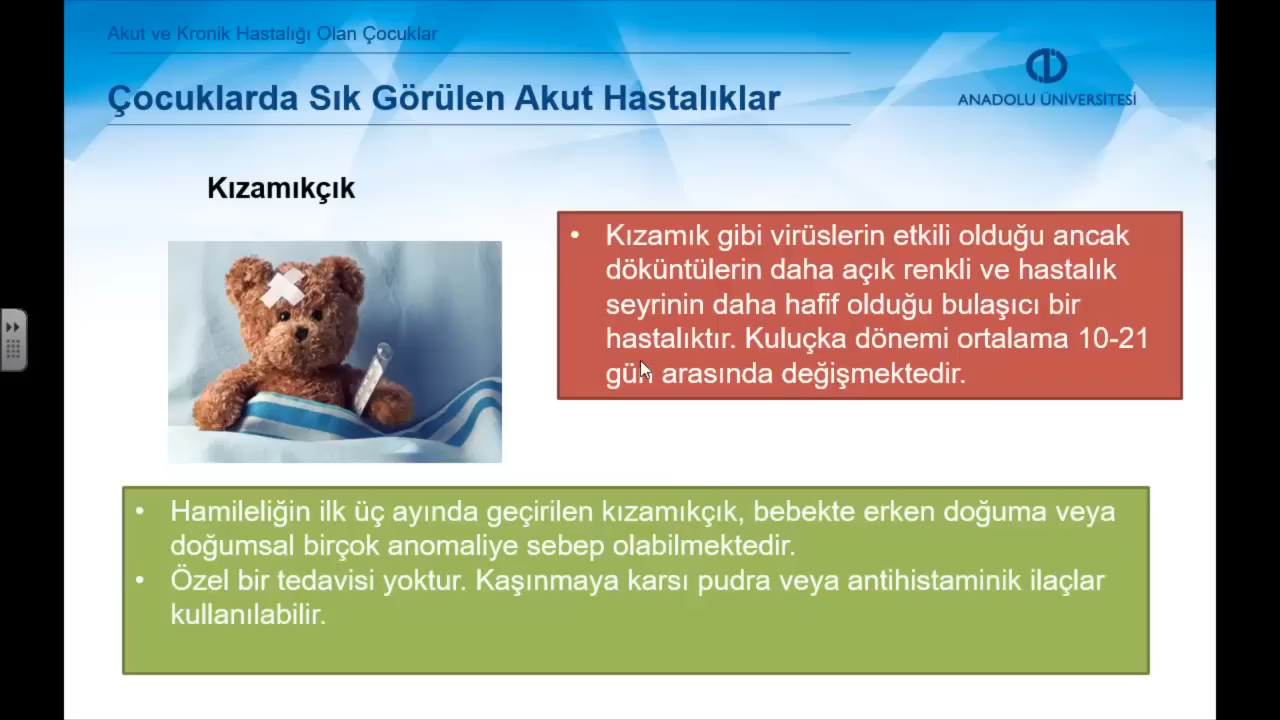 Akut ve Kronik Hastalığı Olan Çocuklar
Çocuklarda Sık Görülen Akut Hastalıklar
ANADOLU ÜNİVERSİTESİ
Kızamıkçık
• Kızamık gibi virüslerin etkili olduğu ancak
döküntülerin daha açık renkli ve hastalık
seyrinin daha hafif olduğu bulaşıcı bir
hastalıktır. Kuluçka dönemi ortalama 10-21
gün arasında değişmektedir.
• Hamileliğin ilk üç ayında geçirilen kızamıkçık, bebekte erken doğuma veya
doğumsal birçok anomaliye sebep olabilmektedir.
• Özel bir tedavisi yoktur. Kaşınmaya karsı pudra veya antihistaminik ilaçlar
kullanılabilir.